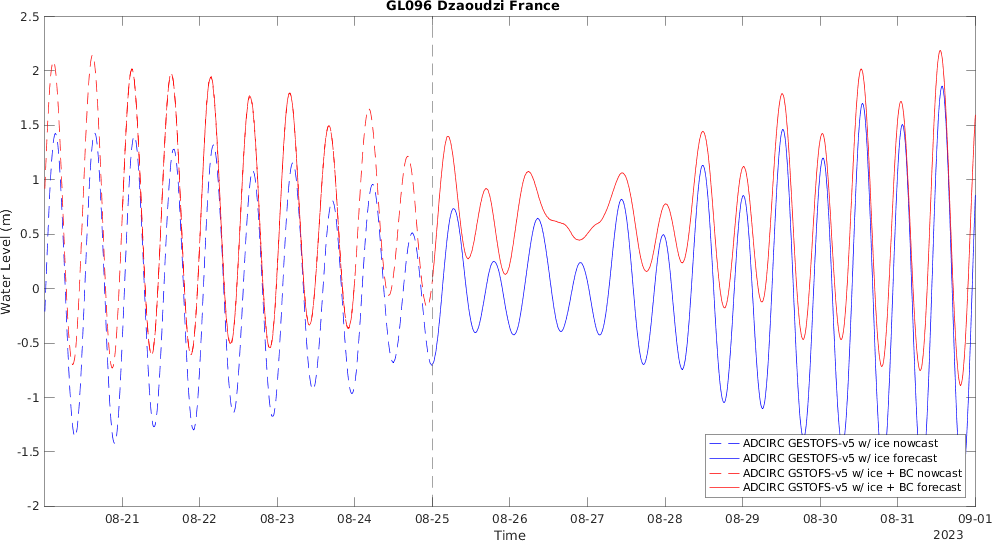 GL096 Dzaoudzi France
2.5
2
1.5
1
0.5
0
-0.5
-1
-1.5
-2
Water Level (m)
ADCIRC GESTOFS-v5 w/ ice nowcast
ADCIRC GESTOFS-v5 w/ ice forecast
ADCIRC GSTOFS-v5 w/ ice + BC nowcast
ADCIRC GSTOFS-v5 w/ ice + BC forecast
08-21 08-22 08-23 08-24 08-25 08-26 08-27 08-28 08-29 08-30 08-31 09-01
Time
2023